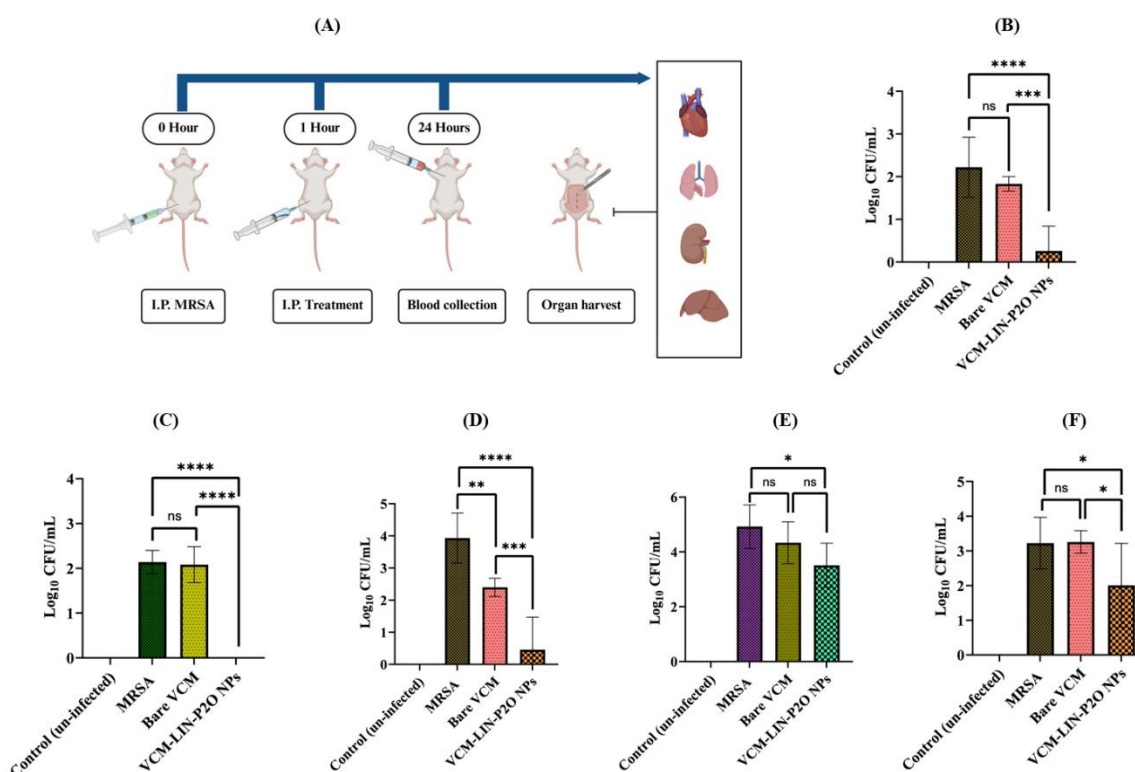 (A)
0 Hour
1 Hour
24 Hours
I.P. MRSA
I.P. Treatment
Blood collection
Organ harvest
(B)
****
***
ns
4
3
2
1
0
Log10 CFU/mL
Control (un-infected)
MRSA
Bare VCM
VCM-LIN-P2O NPs
(C)
****
****
ns
4
3
2
1
0
Log10 CFU/mL
Control (un-infected)
MRSA
Bare VCM
VCM-LIN-P2O NPs
(D)
****
**
***
5
4
3
2
1
0
Log10 CFU/mL
Control (un-infected)
MRSA
Bare VCM
VCM-LIN-P2O NPs
(E)
*
ns
ns
6
4
2
0
Log10 CFU/mL
Control (un-infected)
MRSA
Bare VCM
VCM-LIN-P2O NPs
(F)
*
ns
*
4
3
2
1
0
Log10 CFU/mL
Control (un-infected)
MRSA
Bare VCM
VCM-LIN-P2O NPs